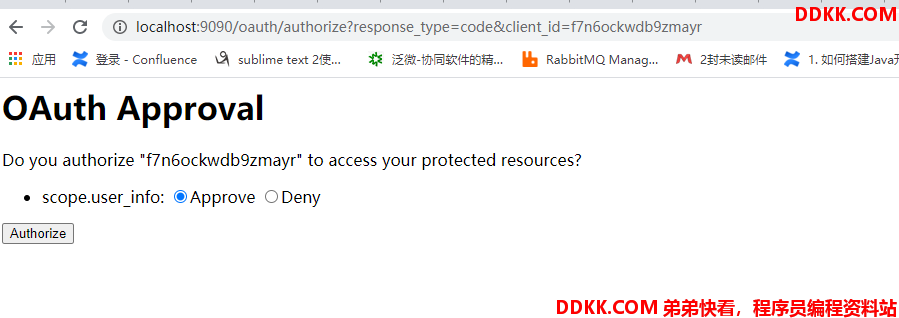 DDKK.COM
localhost:9090/oauth/authorize?response_type=code&client_id=f7n6ockwdb9zmayr
应用 登录 - Confluence sublime text 2使... 泛微-协同软件的精... RabbitMQ Manag... 2封未读邮件 1. 如何搭建Java开
OAuth Approval
Do you authorize "f7n6ockwdb9zmayr" to access your protected resources?
• scope.user_info: Approve Deny
Authorize
DDKK.COM 弟弟快看，程序员编程资料站